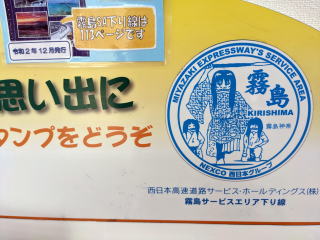 霧島SA下り線は
113ページです
令和2年12月発行
思い出に
タンプをどうぞ
MIYAZAKI EXPRESSWAY'S SERVICE AREA
霧島
KIRISHIMA
霧島神楽
NEXCO 西日本グループ
西日本高速道路サービス・ホールディングス(株)
霧島サービスエリア下り線